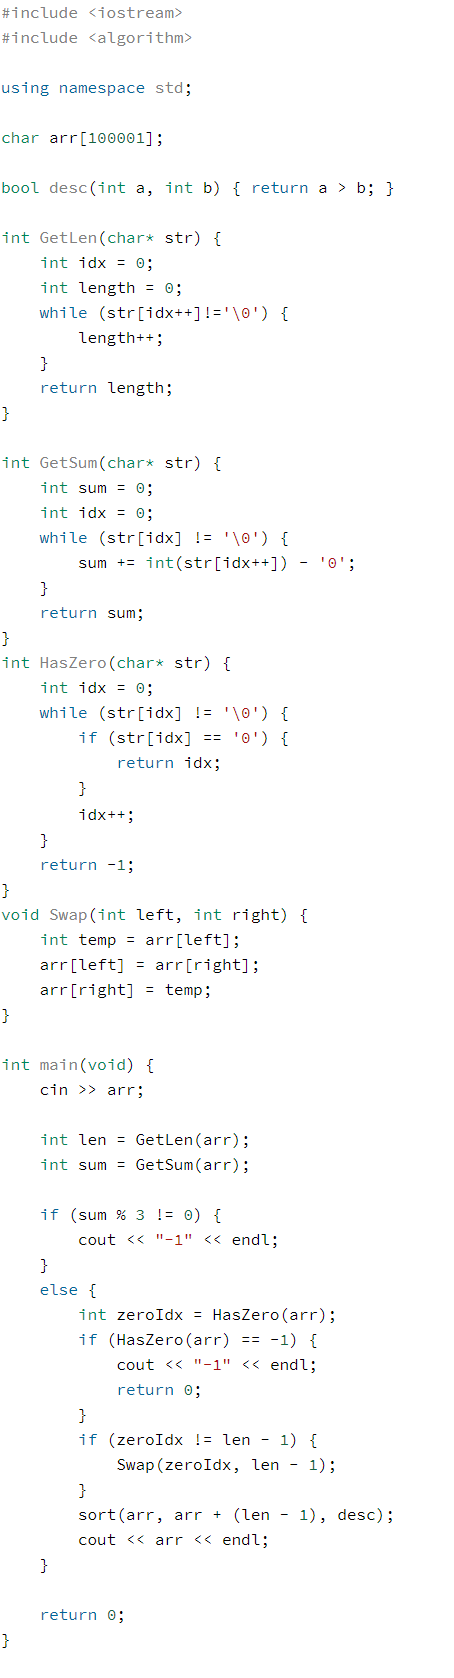 #include <iostream>
#include <algorithm>

using namespace std;

char arr[100001];

bool desc(int a, int b) { return a > b; }

int GetLen(char* str) {
    int idx = 0;
    int length = 0;
    while (str[idx++]!='\0') {
        length++;
    }
    return length;
}

int GetSum(char* str) {
    int sum = 0;
    int idx = 0;
    while (str[idx] != '\0') {
        sum += int(str[idx++]) - '0';
    }
    return sum;
}
int HasZero(char* str) {
    int idx = 0;
    while (str[idx] != '\0') {
        if (str[idx] == '0') {
            return idx;
        }
        idx++;
    }
    return -1;
}
void Swap(int left, int right) {
    int temp = arr[left];
    arr[left] = arr[right];
    arr[right] = temp;
}

int main(void) {
    cin >> arr;

    int len = GetLen(arr);
    int sum = GetSum(arr);

    if (sum % 3 != 0) {
        cout << "-1" << endl;
    }
    else {
        int zeroIdx = HasZero(arr);
        if (HasZero(arr) == -1) {
            cout << "-1" << endl;
            return 0;
        }
        if (zeroIdx != len - 1) {
            Swap(zeroIdx, len - 1);
        }
        sort(arr, arr + (len - 1), desc);
        cout << arr << endl;
    }

    return 0;
}